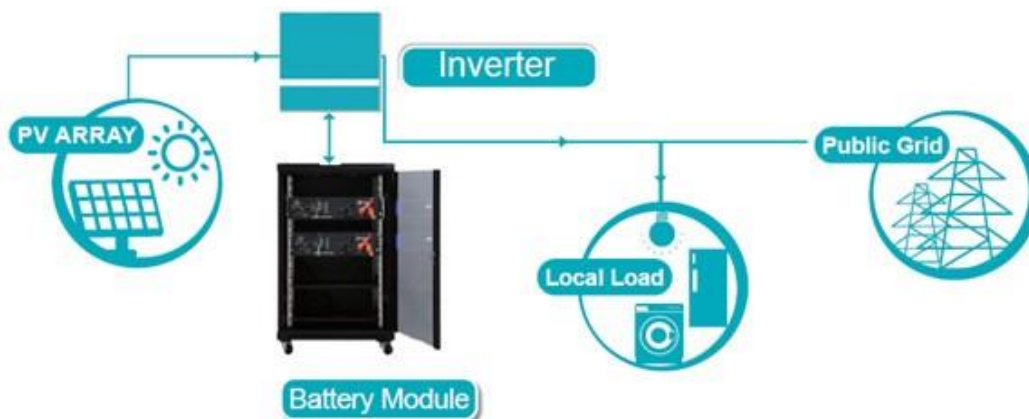 Inverter
PV ARRAY
Public Grid
Local Load
Battery Module